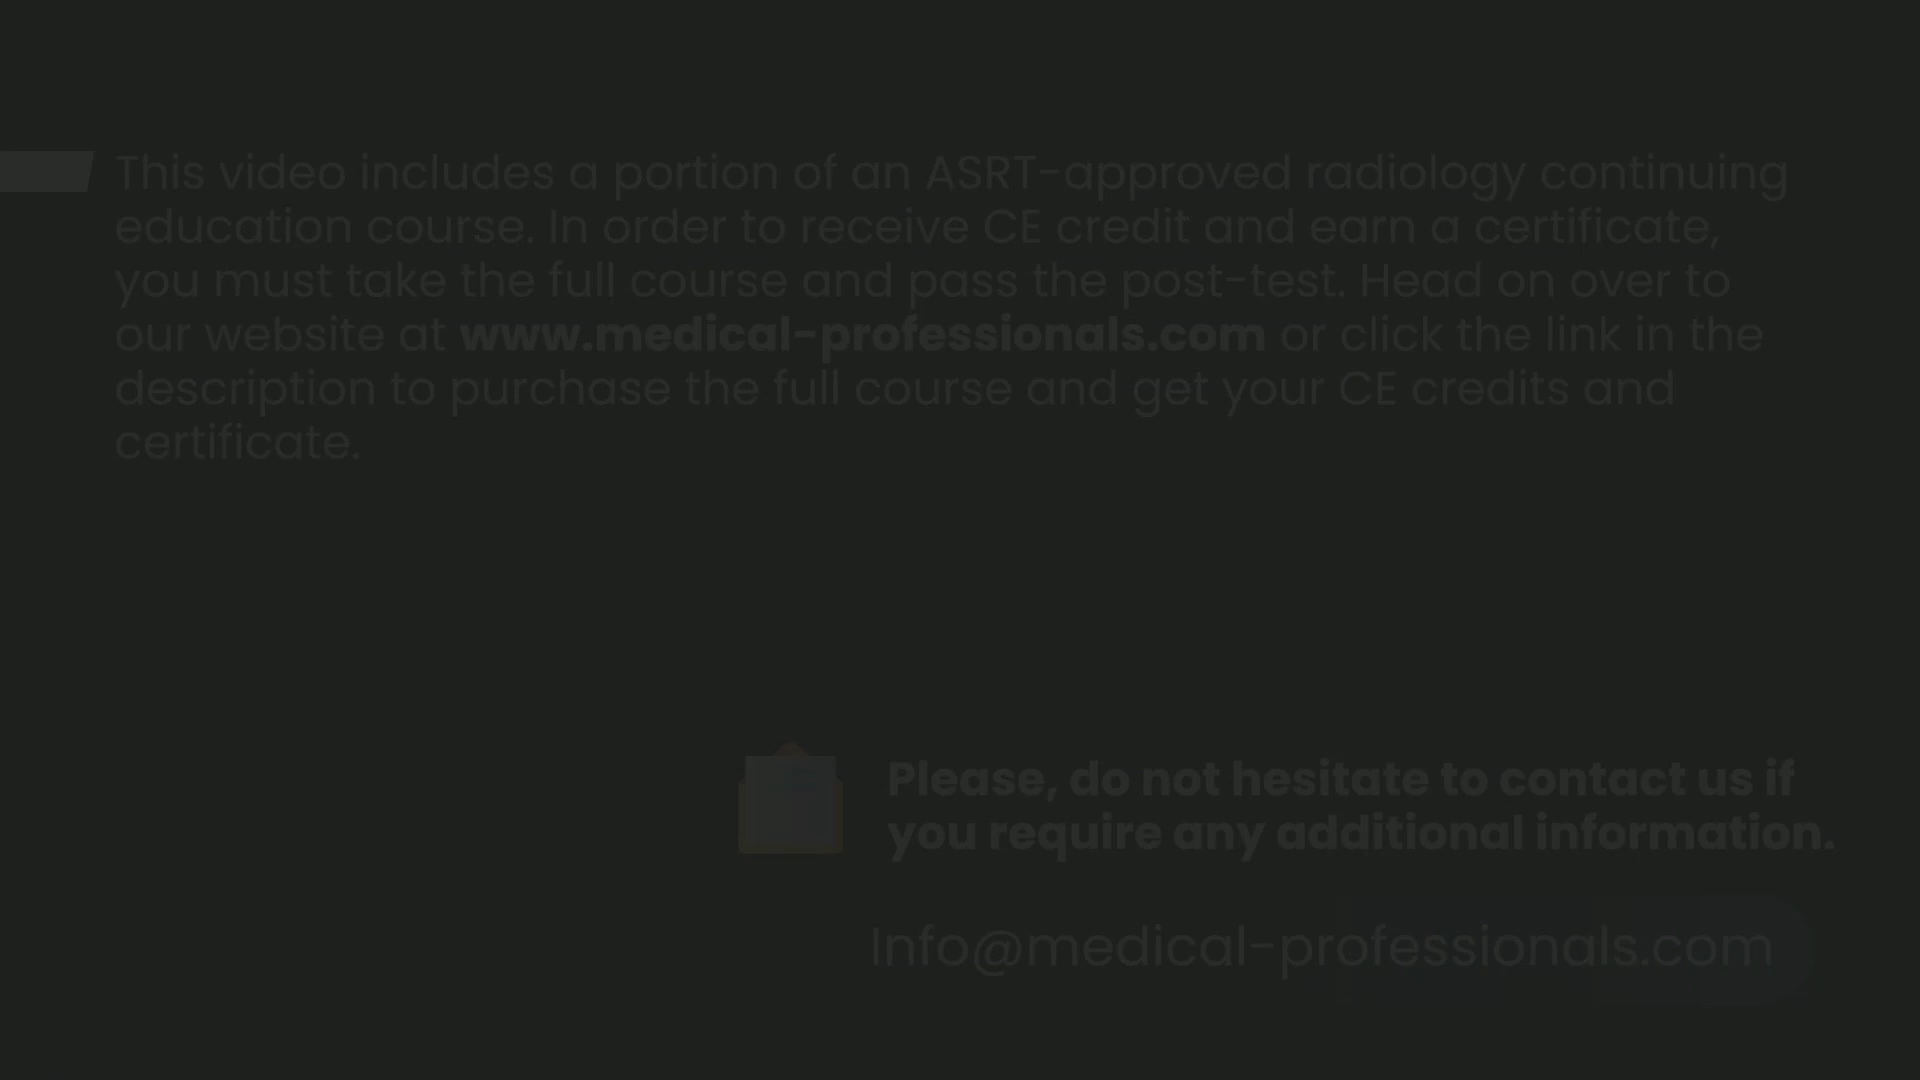 This video includes a portion of an ASRT-approved radiology continuing
education course. In order to receive CE credit and earn a certificate,
you must take the full course and pass the post-test. Head on over to
our website at www.medical-professionals.com or click the link in the
description to purchase the full course and get your CE credits and
certificate.
Please, do not hesitate to contact us if
you require any additional information.
Info@medical-professionals.com